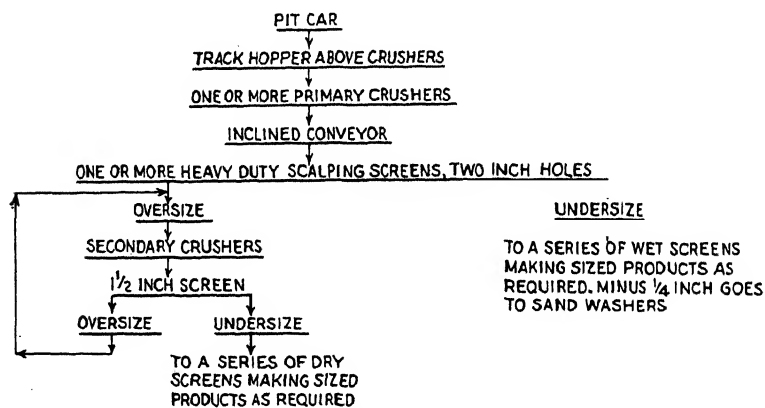 PIT CAR
TRACK HOPPER ABOVE CRUSHERS
ONE OR MORE PRIMARY CRUSHERS
INCLINED CONVEYOR
ONE OR MORE HEAVY DUTY SCALPING SCREENS, TWO INCH HOLES
OVERSIZE
SECONDARY CRUSHERS
1 1/2 INCH SCREEN
OVERSIZE
UNDERSIZE
TO A SERIES OF DRY
SCREENS MAKING SIZED
PRODUCTS AS REQUIRED
UNDERSIZE
TO A SERIES OF WET SCREENS
MAKING SIZED PRODUCTS AS
REQUIRED. MINUS 1/4 INCH GOES
TO SAND WASHERS